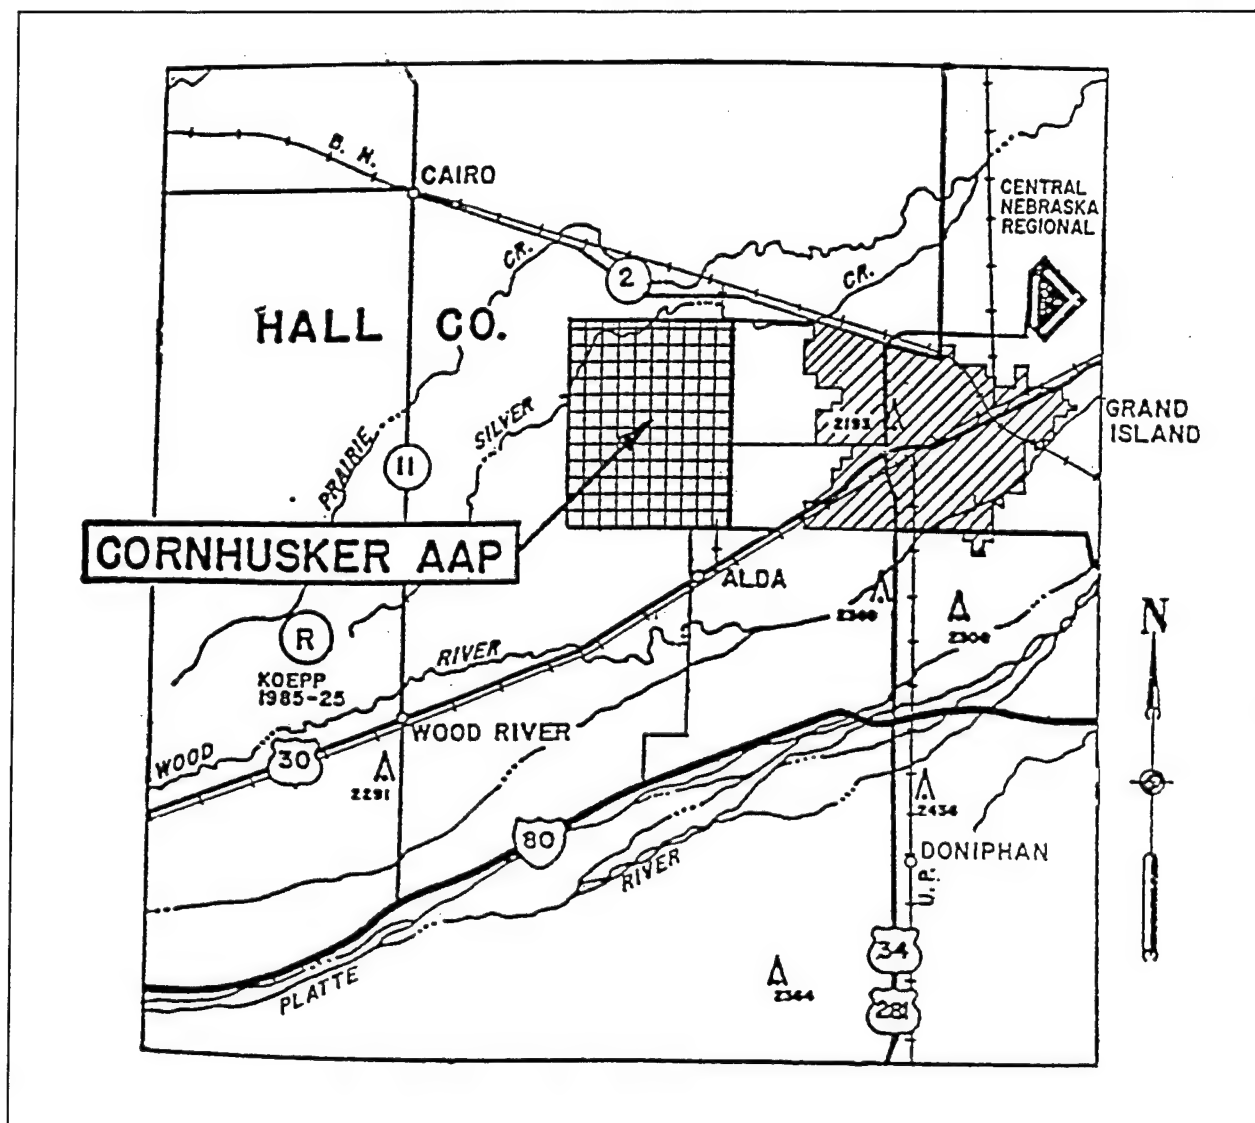 B. N.
CAIRO
CENTRAL
NEBRASKA
REGIONAL
CR.
CR.
2
HALL CO.
GRAND
ISLAND
SILVER
2193
PRAIRIE
11
CORNHUSKER AAP
ALDA
2308
N
R
RIVER
KOEPP
1985-25
WOOD RIVER
WOOD
30
2291
80
2434
DONIPHAN
RIVER
U.P.
34
PLATTE
2364
281